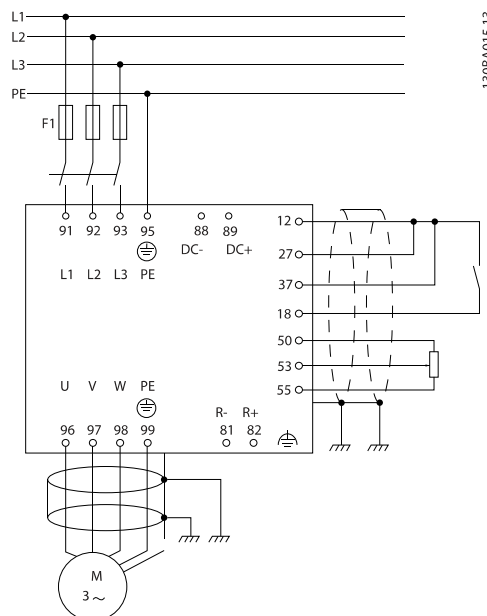 L1
L2
L3
PE
F1
130BA015.13
91 92 93 95 88 89
DC- DC+
L1 L2 L3 PE
12
27
37
18
50
53
55
U V W PE
R- R+
96 97 98 99 81 82
M
3 ~